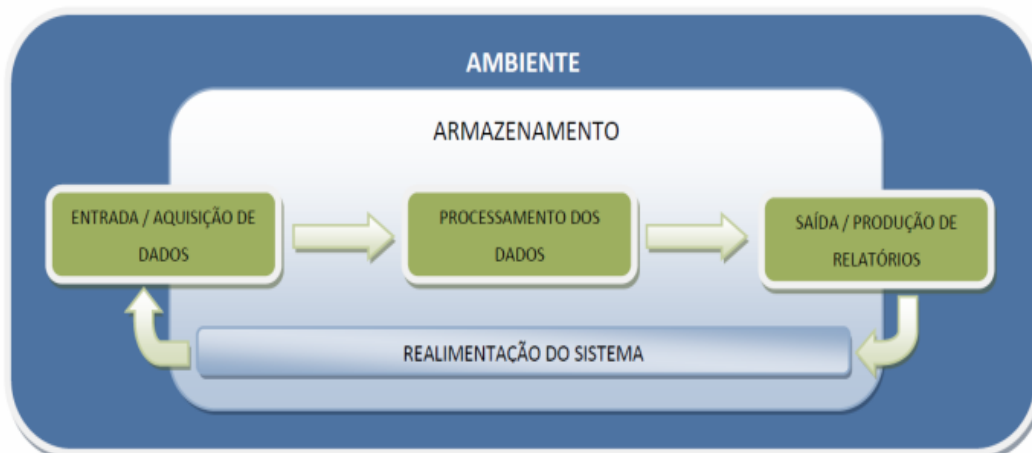 AMBIENTE
ARMAZENAMENTO
ENTRADA / AQUISIÇÃO DE
DADOS
PROCESSAMENTO DOS
DADOS
SAÍDA / PRODUÇÃO DE
RELATÓRIOS
REALIMENTAÇÃO DO SISTEMA